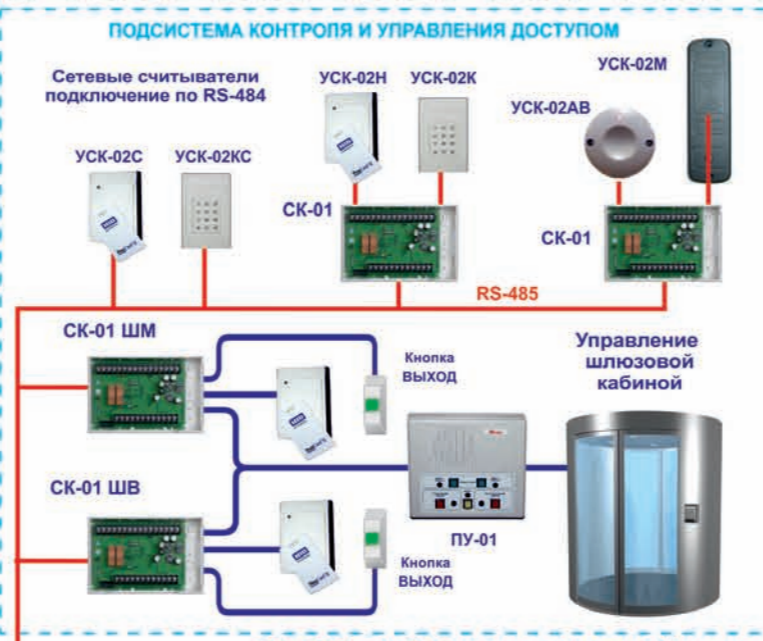 ПОДСИСТЕМА КОНТРОЛЯ И УПРАВЛЕНИЯ ДОСТУПОМ
Сетевые считыватели
подключение по RS-484
УСК-02Н
УСК-02К
УСК-02М
УСК-02АВ
УСК-02С
УСК-02КС
СК-01
СК-01
RS-485
СК-01 ШМ
Кнопка
ВЫХОД
Управление
шлюзовой
кабиной
СК-01 ШВ
ПУ-01
Кнопка
ВЫХОД